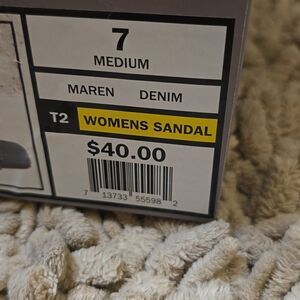 7
MEDIUM
MAREN DENIM
T2 WOMENS SANDAL
$40.00
7 13733 55598 2